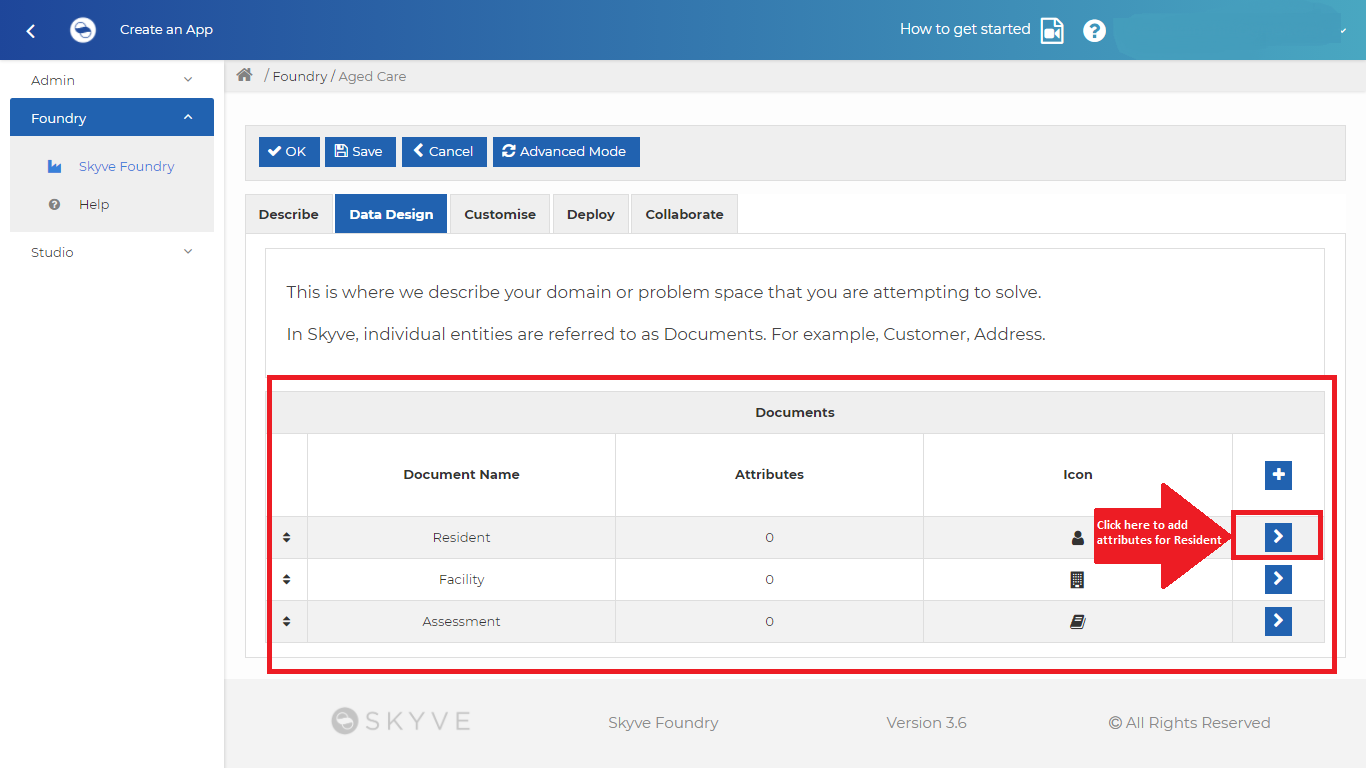 Create an App
How to get started
Admin
Foundry
Skyve Foundry
Help
Studio
/ Foundry / Aged Care
OK
Save
Cancel
Advanced Mode
Describe
Data Design
Customise
Deploy
Collaborate
This is where we describe your domain or problem space that you are attempting to solve.
In Skyve, individual entities are referred to as Documents. For example, Customer, Address.
Documents
Document Name
Attributes
Icon
Resident
0
Click here to add
attributes for Resident
Facility
0
Assessment
0
SKYVE
Skyve Foundry
Version 3.6
© All Rights Reserved